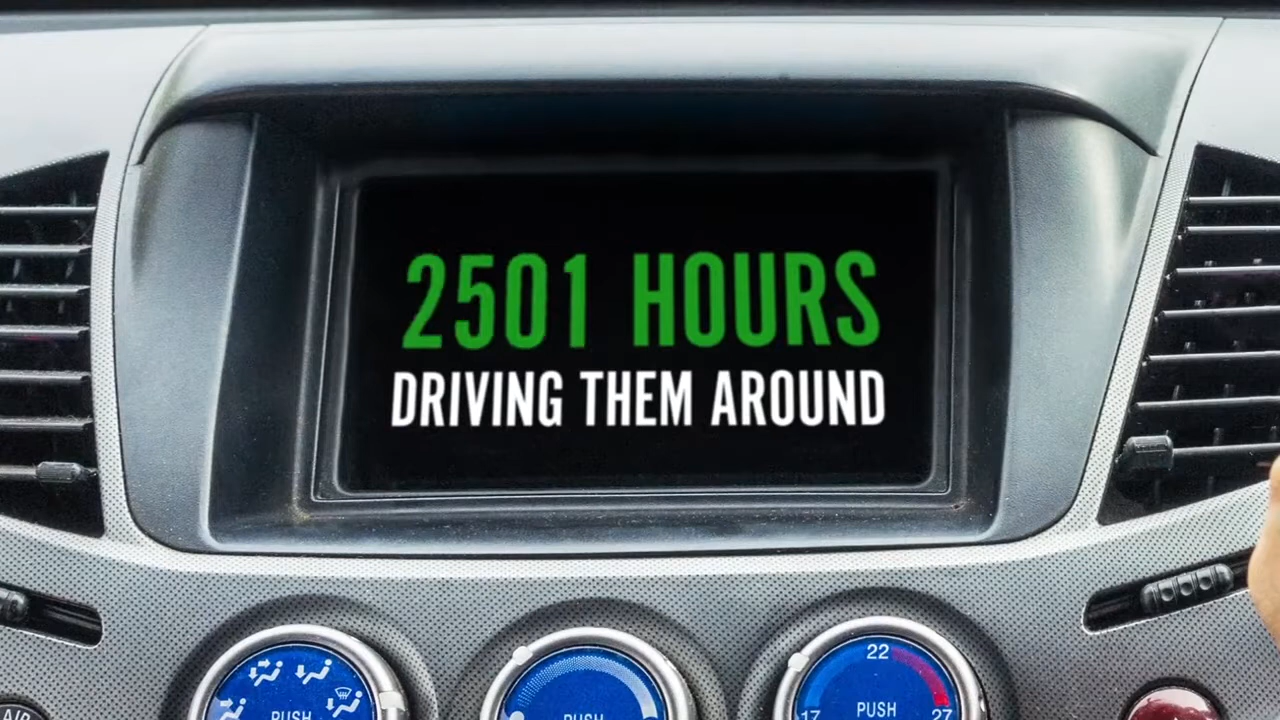 2501 HOURS
DRIVING THEM AROUND
22
PUSH
PUSH
PUSH
17
27
A/R